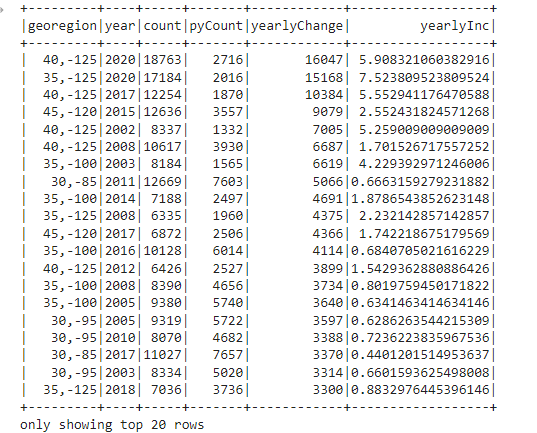 +---------+----+-----+-------+------------+------------------+
|georegion|year|count|pyCount|yearlyChange|         yearlyInc|
+---------+----+-----+-------+------------+------------------+
|  40,-125|2020|18763|   2716|       16047| 5.908321060382916|
|  35,-125|2020|17184|   2016|       15168| 7.523809523809524|
|  40,-125|2017|12254|   1870|       10384| 5.552941176470588|
|  45,-120|2015|12636|   3557|        9079| 2.552431824571268|
|  40,-125|2002| 8337|   1332|        7005| 5.259009009009009|
|  40,-125|2008|10617|   3930|        6687| 1.701526717557252|
|  35,-100|2003| 8184|   1565|        6619| 4.229392971246006|
|   30,-85|2011|12669|   7603|        5066|0.6663159279231882|
|  35,-100|2014| 7188|   2497|        4691|1.8786543852623148|
|  35,-125|2008| 6335|   1960|        4375| 2.232142857142857|
|  45,-120|2017| 6872|   2506|        4366| 1.742218675179569|
|  35,-100|2016|10128|   6014|        4114|0.6840705021616229|
|  40,-125|2012| 6426|   2527|        3899|1.5429362880886426|
|  35,-100|2008| 8390|   4656|        3734|0.8019759450171822|
|  35,-100|2005| 9380|   5740|        3640|0.6341463414634146|
|   30,-95|2005| 9319|   5722|        3597|0.6286263544215309|
|   30,-95|2010| 8070|   4682|        3388|0.7236223835967536|
|   30,-85|2017|11027|   7657|        3370|0.4401201514953637|
|   30,-95|2003| 8334|   5020|        3314|0.6601593625498008|
|  35,-125|2018| 7036|   3736|        3300|0.8832976445396146|
+---------+----+-----+-------+------------+------------------+
only showing top 20 rows